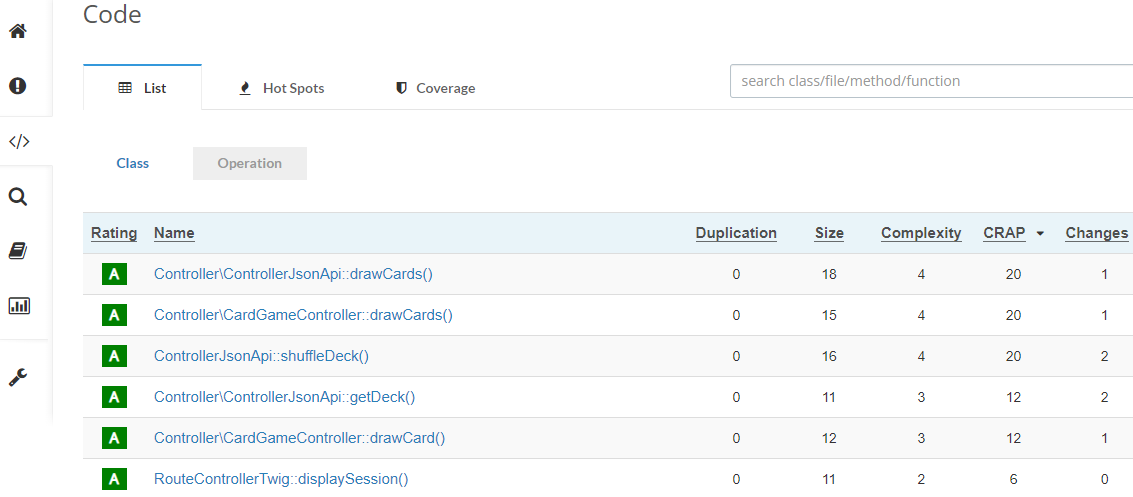 Code
List Hot Spots Coverage search class/file/method/function
Class Operation
Rating Name Duplication Size Complexity CRAP Changes
A Controller\ControllerJsonApi::drawCards() 0 18 4 20 1
A Controller\CardGameController::drawCards() 0 15 4 20 1
A ControllerJsonApi::shuffleDeck() 0 16 4 20 2
A Controller\ControllerJsonApi::getDeck() 0 11 3 12 2
A Controller\CardGameController::drawCard() 0 12 3 12 1
A RouteControllerTwig::displaySession() 0 11 2 6 0